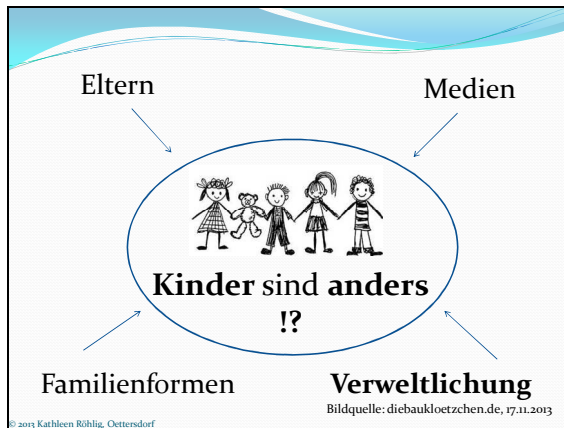 Eltern
Medien
Kinder sind anders
!?
Familienformen
Verweltlichung
Bildquelle: diebaukloetzchen.de, 17.11.2013
© 2013 Kathleen Röhlig, Oettersdorf